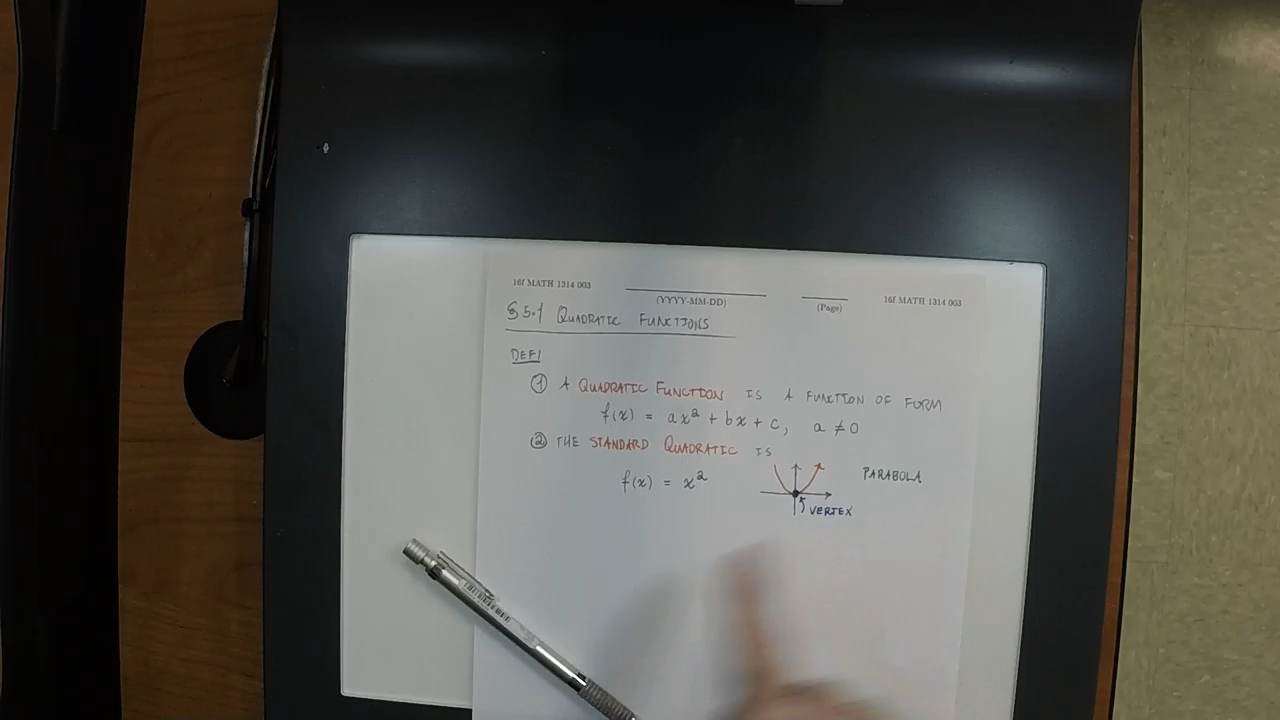 16f MATH 1314 003 (YYYY-MM-DD) (Page) 16f MATH 1314 003
§5.1 QUADRATIC FUNCTIONS
DEF/
① A QUADRATIC FUNCTION IS A FUNCTION OF FORM
f(x) = ax² + bx + c, a ≠ 0
② THE STANDARD QUADRATIC IS
f(x) = x² PARABOLA
VERTEX